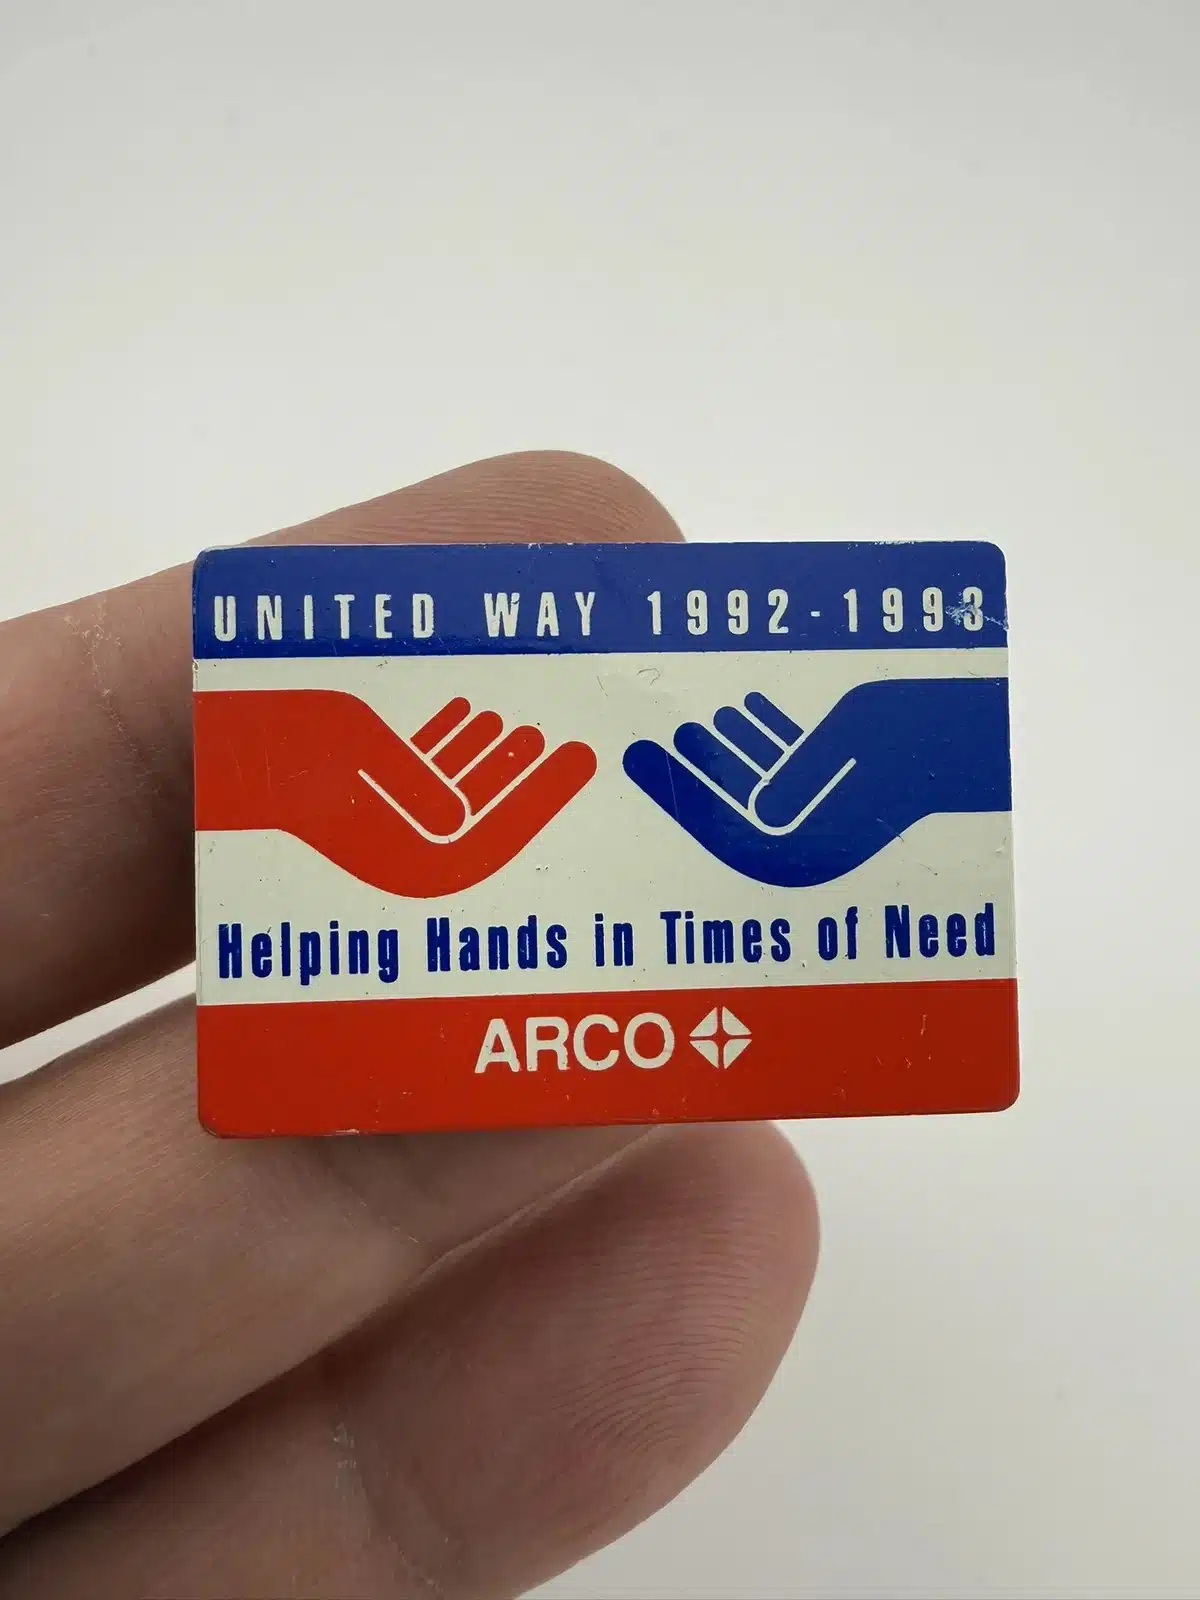 UNITED WAY 1992-1993
Helping Hands in Times of Need
ARCO